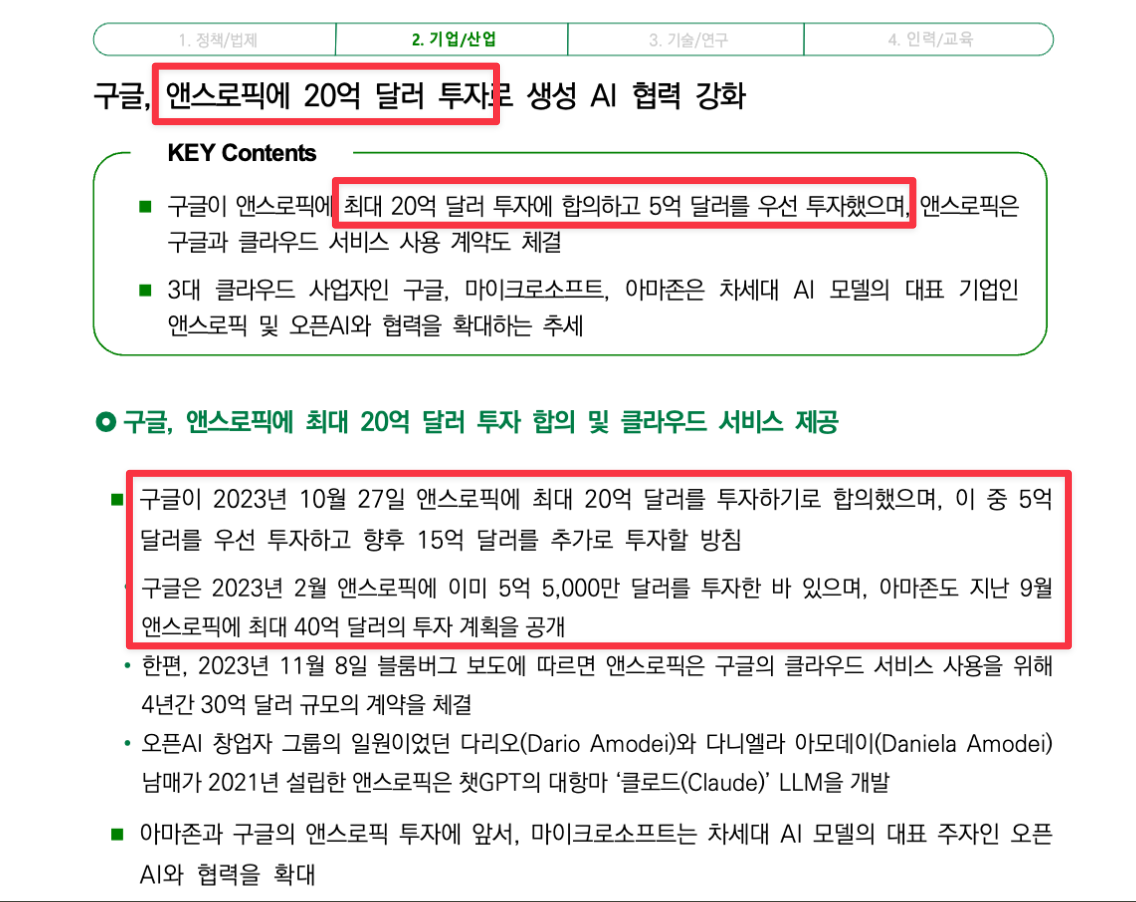 1. 정책/법제 2. 기업/산업 3. 기술/연구 4. 인력/교육
구글, 앤스로픽에 20억 달러 투자로 생성 AI 협력 강화
KEY Contents
■ 구글이 앤스로픽에 최대 20억 달러 투자에 합의하고 5억 달러를 우선 투자했으며, 앤스로픽은
구글과 클라우드 서비스 사용 계약도 체결
■ 3대 클라우드 사업자인 구글, 마이크로소프트, 아마존은 차세대 AI 모델의 대표 기업인
앤스로픽 및 오픈AI와 협력을 확대하는 추세
구글, 앤스로픽에 최대 20억 달러 투자 합의 및 클라우드 서비스 제공
■ 구글이 2023년 10월 27일 앤스로픽에 최대 20억 달러를 투자하기로 합의했으며, 이 중 5억
달러를 우선 투자하고 향후 15억 달러를 추가로 투자할 방침
• 구글은 2023년 2월 앤스로픽에 이미 5억 5,000만 달러를 투자한 바 있으며, 아마존도 지난 9월
앤스로픽에 최대 40억 달러의 투자 계획을 공개
• 한편, 2023년 11월 8일 블룸버그 보도에 따르면 앤스로픽은 구글의 클라우드 서비스 사용을 위해
4년간 30억 달러 규모의 계약을 체결
• 오픈AI 창업자 그룹의 일원이었던 다리오(Dario Amodei)와 다니엘라 아모데이(Daniela Amodei)
남매가 2021년 설립한 앤스로픽은 챗GPT의 대항마 ‘클로드(Claude)’ LLM을 개발
■ 아마존과 구글의 앤스로픽 투자에 앞서, 마이크로소프트는 차세대 AI 모델의 대표 주자인 오픈
AI와 협력을 확대